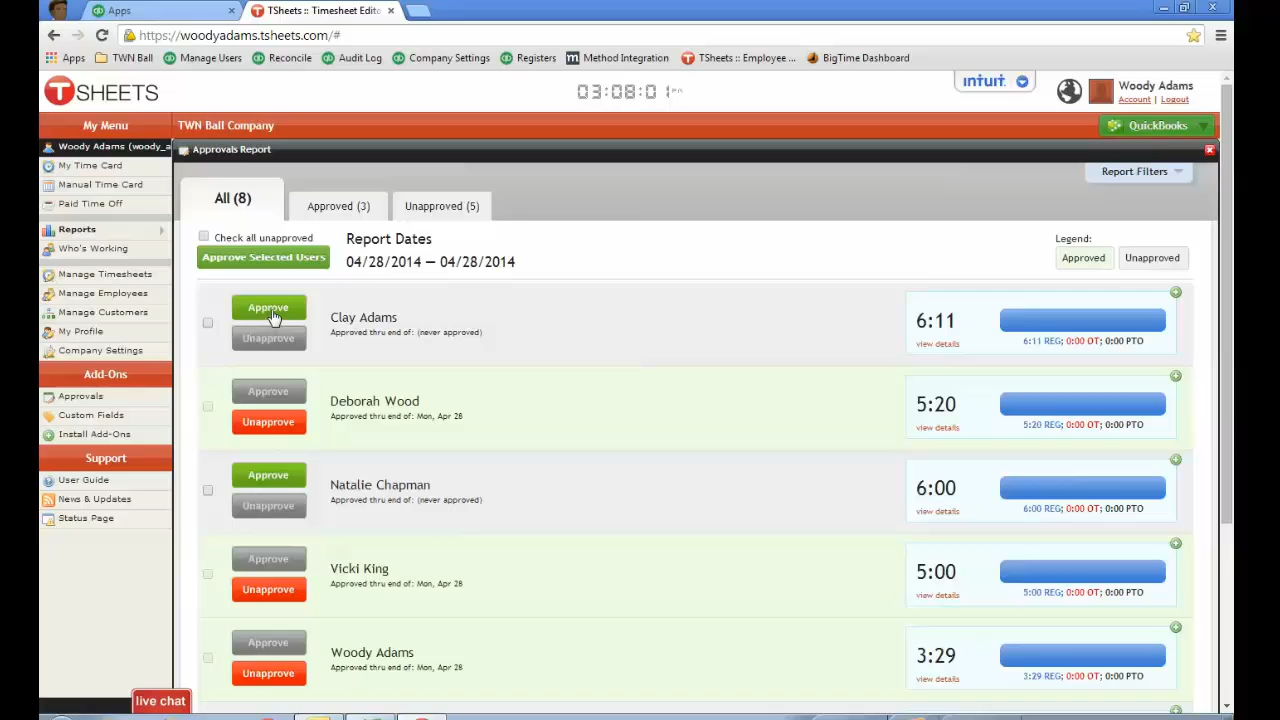 Apps
TSheets :: Timesheet Edito
https://woodyadams.tsheets.com/#
Apps TWN Ball Manage Users Reconcile Audit Log Company Settings Registers Method Integration TSheets :: Employee ... BigTime Dashboard
TSHEETS
03:08:01 PM
intuit.
Woody Adams
Account | Logout
My Menu
TWN Ball Company
QuickBooks
Woody Adams (woody_a
Approvals Report
My Time Card
Manual Time Card
Paid Time Off
Reports
Who's Working
Manage Timesheets
Manage Employees
Manage Customers
My Profile
Company Settings
Add-Ons
Approvals
Custom Fields
Install Add-Ons
Support
User Guide
News & Updates
Status Page
live chat
Report Filters
All (8)
Approved (3)
Unapproved (5)
Check all unapproved
Approve Selected Users
Report Dates
04/28/2014 — 04/28/2014
Legend:
Approved
Unapproved
Approve
Unapprove
Clay Adams
Approved thru end of: (never approved)
6:11
view details
6:11 REG; 0:00 OT; 0:00 PTO
Approve
Unapprove
Deborah Wood
Approved thru end of: Mon, Apr 28
5:20
view details
5:20 REG; 0:00 OT; 0:00 PTO
Approve
Unapprove
Natalie Chapman
Approved thru end of: (never approved)
6:00
view details
6:00 REG; 0:00 OT; 0:00 PTO
Approve
Unapprove
Vicki King
Approved thru end of: Mon, Apr 28
5:00
view details
5:00 REG; 0:00 OT; 0:00 PTO
Approve
Unapprove
Woody Adams
Approved thru end of: Mon, Apr 28
3:29
view details
3:29 REG; 0:00 OT; 0:00 PTO